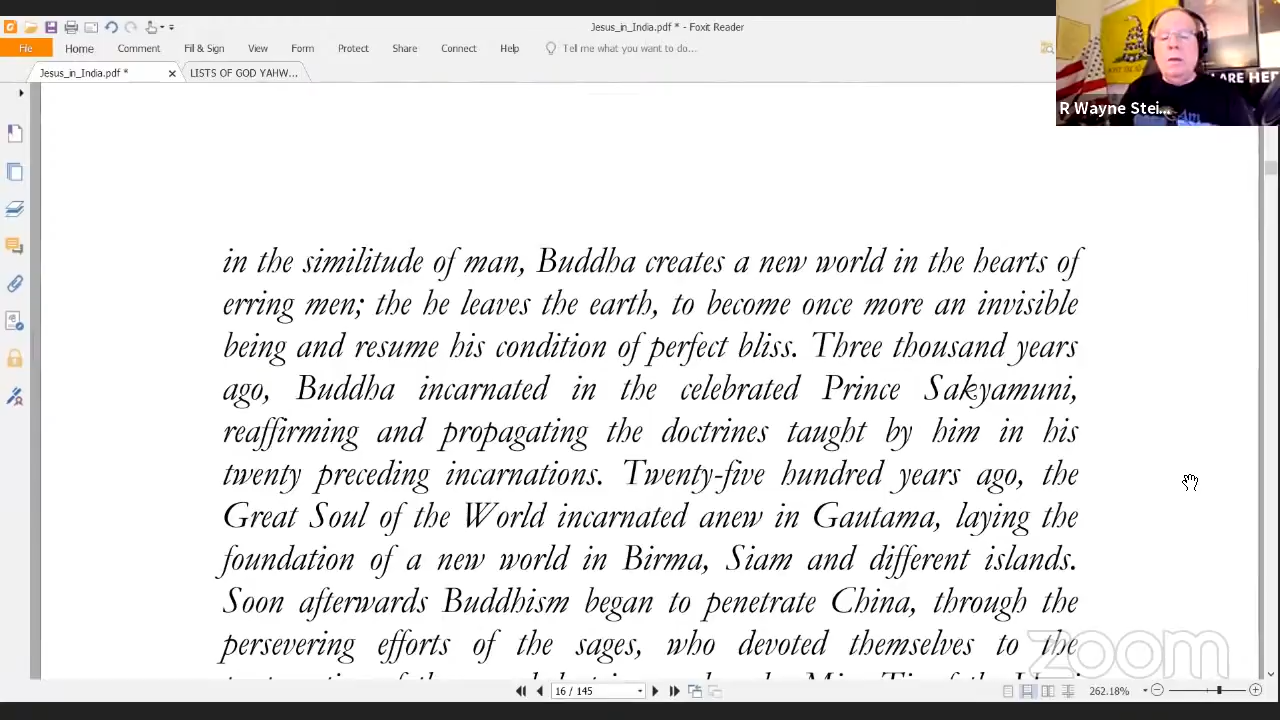 Jesus_in_India.pdf * - Foxit Reader
File Home Comment Fill & Sign View Form Protect Share Connect Help Tell me what you want to do...
Jesus_in_India.pdf * LISTS OF GOD YAHW...
ARE HE
R Wayne Stei...
in the similitude of man, Buddha creates a new world in the hearts of
erring men; the he leaves the earth, to become once more an invisible
being and resume his condition of perfect bliss. Three thousand years
ago, Buddha incarnated in the celebrated Prince Sakyamuni,
reaffirming and propagating the doctrines taught by him in his
twenty preceding incarnations. Twenty-five hundred years ago, the
Great Soul of the World incarnated anew in Gautama, laying the
foundation of a new world in Birma, Siam and different islands.
Soon afterwards Buddhism began to penetrate China, through the
persevering efforts of the sages, who devoted themselves to the
zoom
16 / 145 262.18%